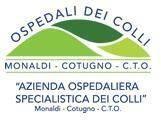 OSPEDALI DEI COLLI
MONALDI - COTUGNO - C.T.O.
"AZIENDA OSPEDALIERA
SPECIALISTICA DEI COLLI"
Monaldi - Cotugno - C.T.O.